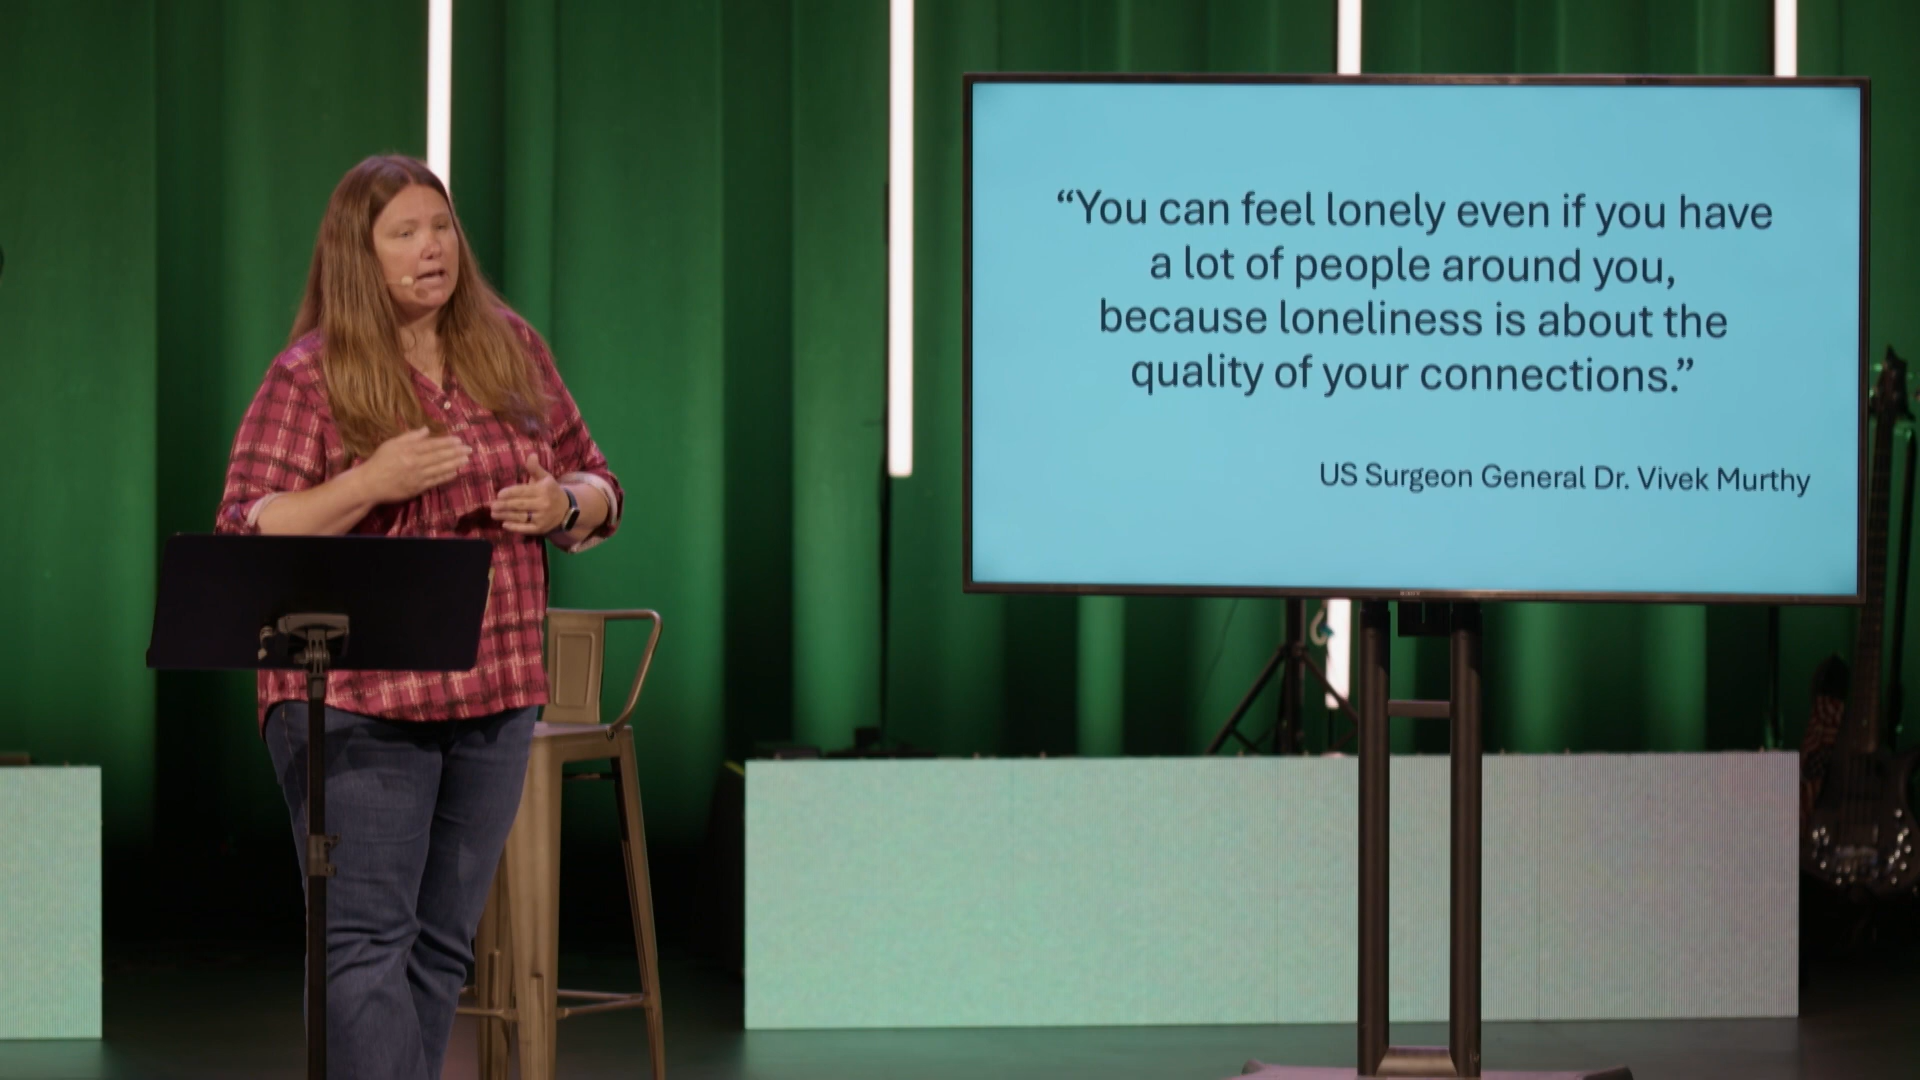 “You can feel lonely even if you have
a lot of people around you,
because loneliness is about the
quality of your connections.”
US Surgeon General Dr. Vivek Murthy